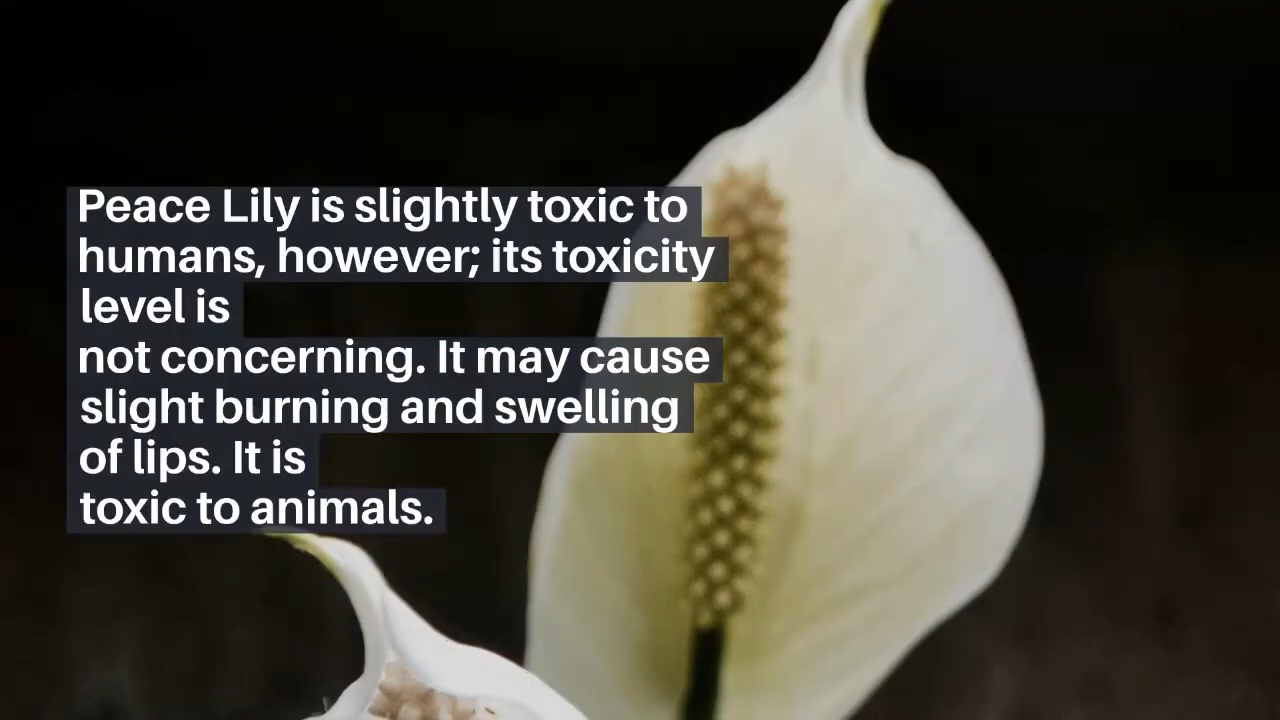 Peace Lily is slightly toxic to
humans, however; its toxicity
level is
not concerning. It may cause
slight burning and swelling
of lips. It is
toxic to animals.